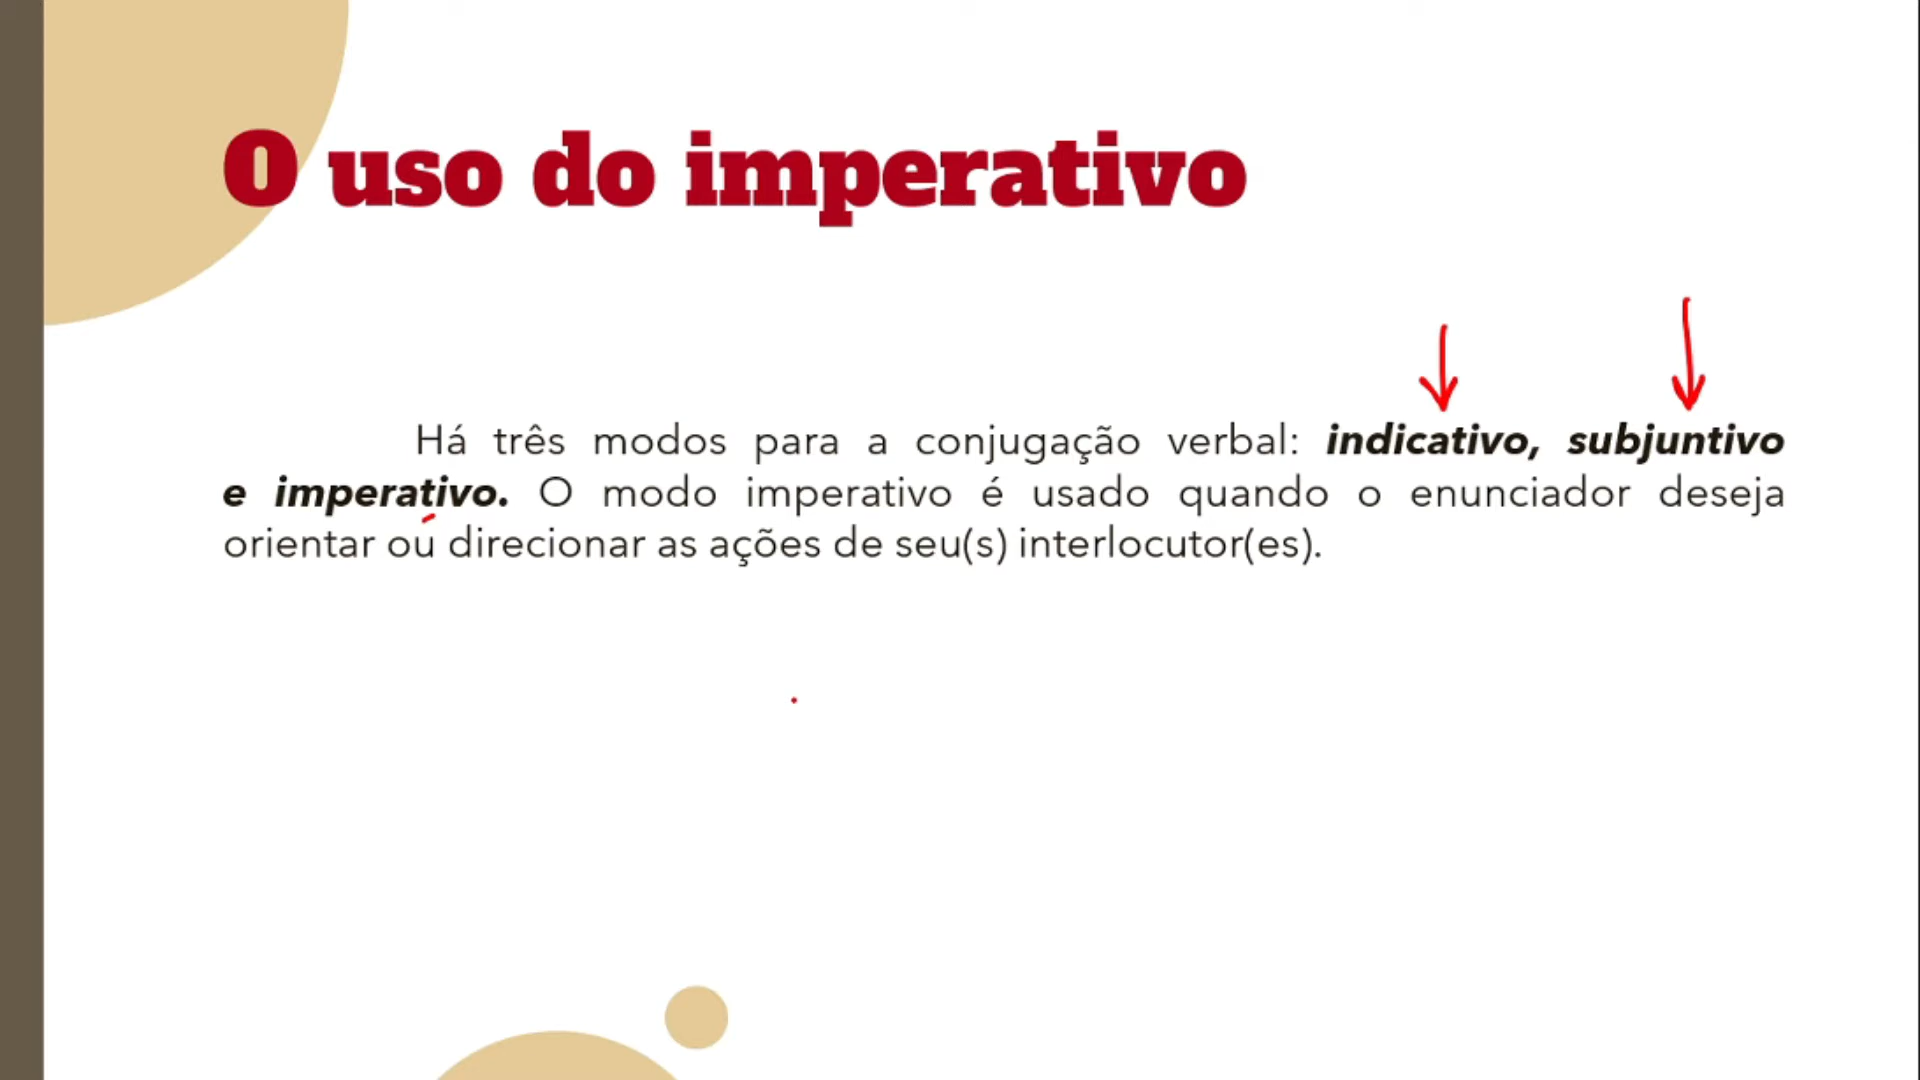 O uso do imperativo
Há três modos para a conjugação verbal: indicativo, subjuntivo
e imperativo. O modo imperativo é usado quando o enunciador deseja
orientar ou direcionar as ações de seu(s) interlocutor(es).